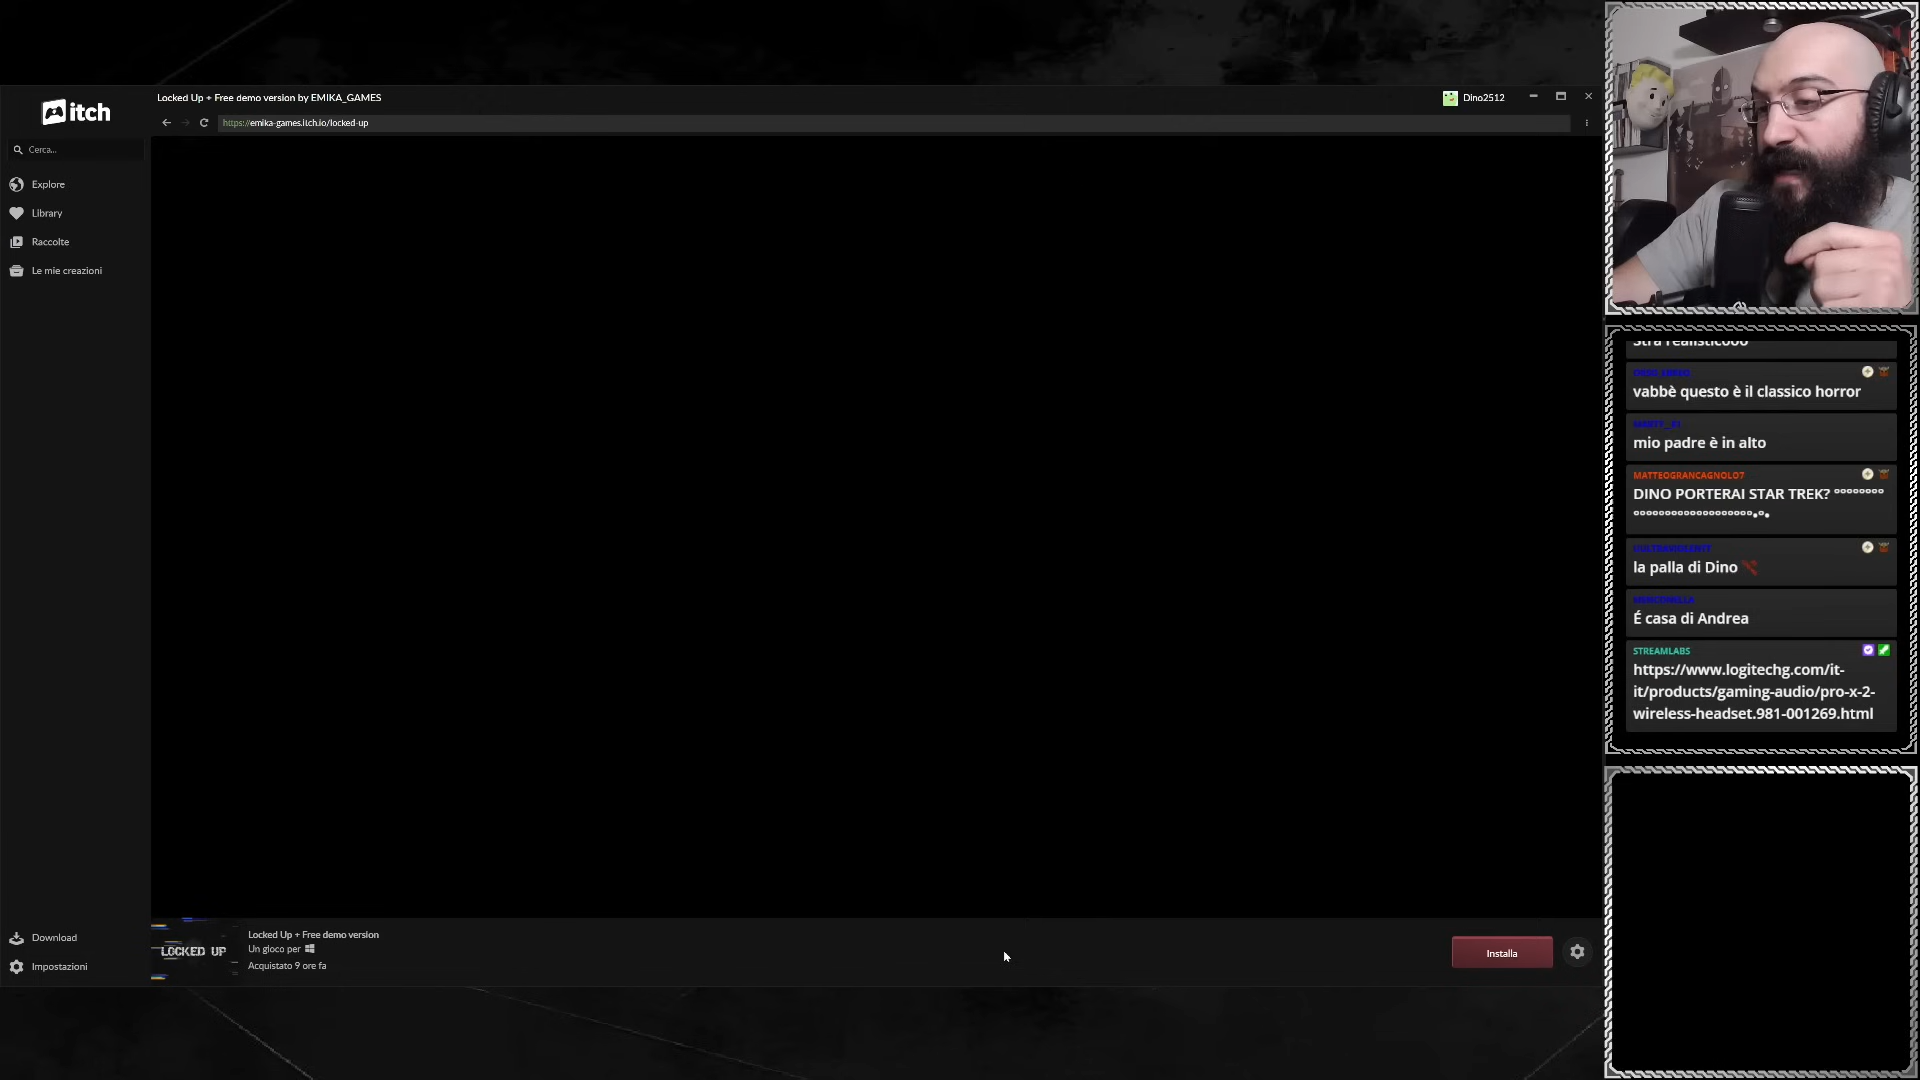 Locked Up + Free demo version by EMIKA_GAMES
Dino2512
itch
https://emika-games.itch.io/locked-up
Cerca...
Explore
Library
Raccolte
Le mie creazioni
Download
Impostazioni
LOCKED UP
Locked Up + Free demo version
Un gioco per
Acquistato 9 ore fa
Installa
Stra realisticooo
vabbè questo è il classico horror
mio padre è in alto
MATTEOGRANCAGNOLO7
DINO PORTERAI STAR TREK? °°°°°°°°
°°°°°°°°°°°°°°°°°°°°•°•
la palla di Dino
É casa di Andrea
STREAMLABS
https://www.logitechg.com/it-
it/products/gaming-audio/pro-x-2-
wireless-headset.981-001269.html